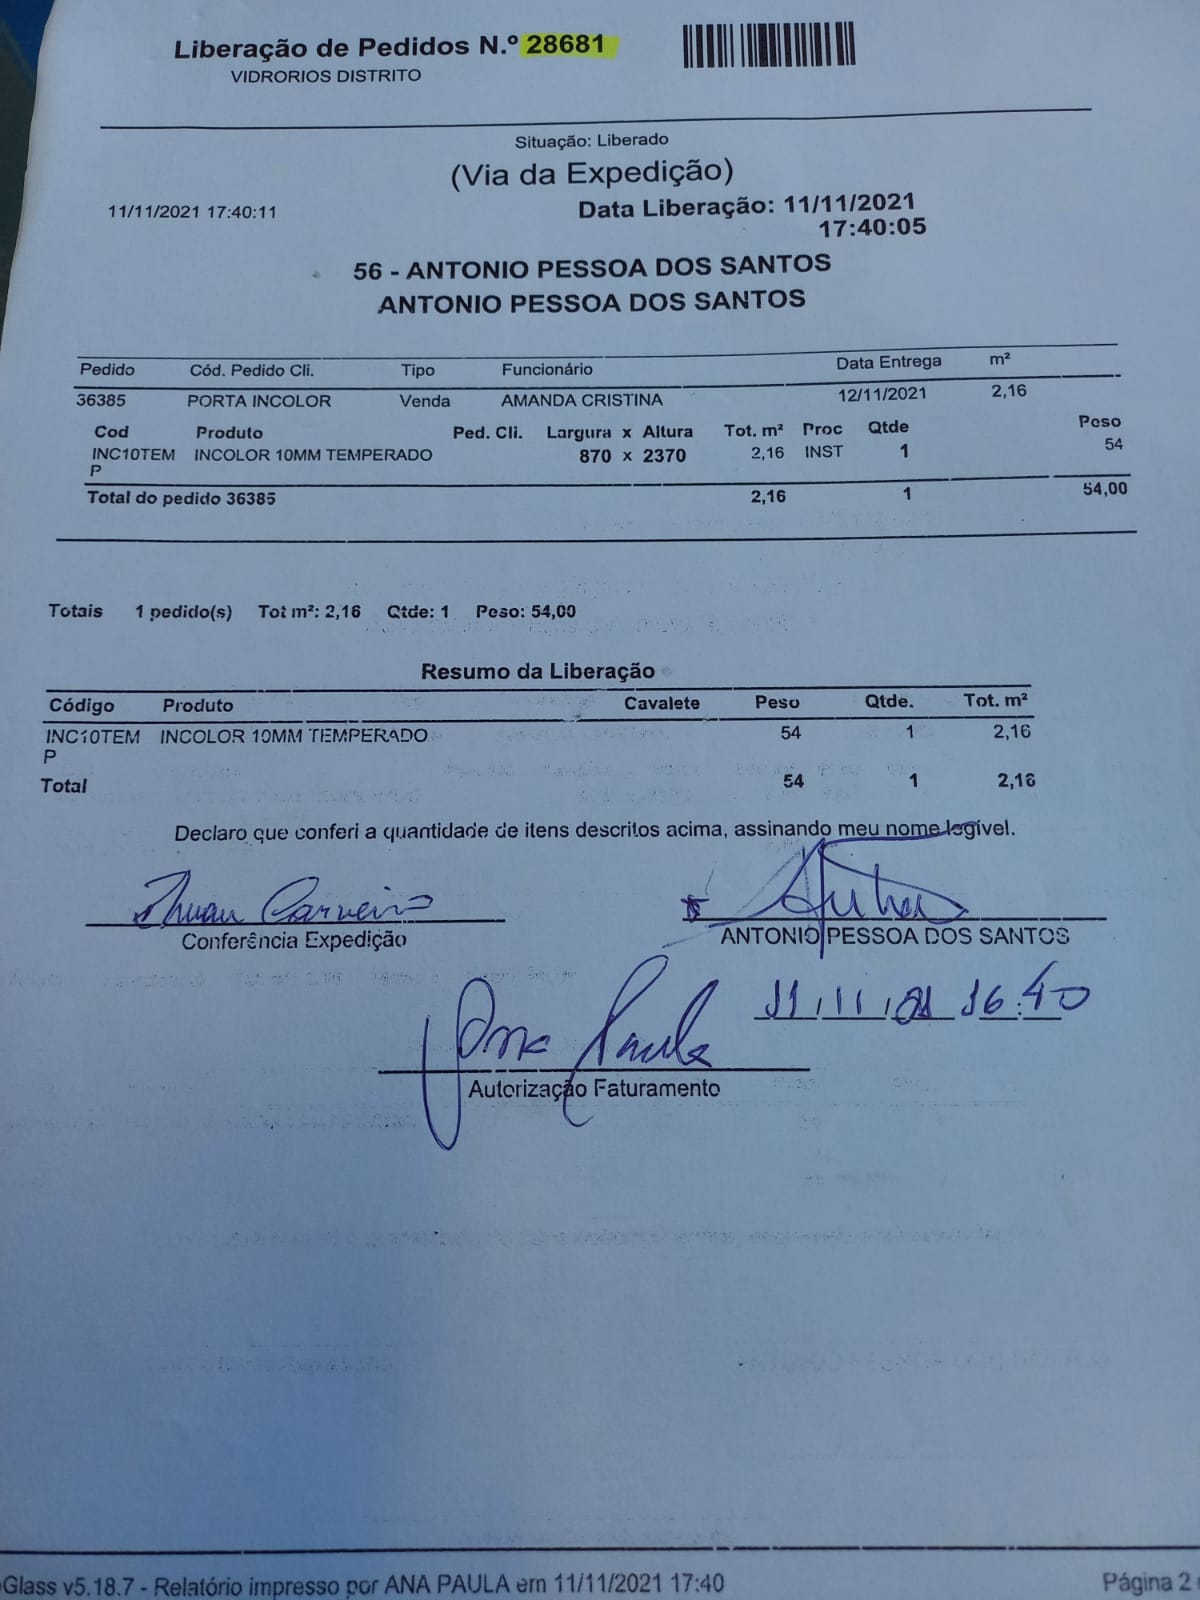 Liberação de Pedidos N.º 28681
VIDRORIOS DISTRITO
Situação: Liberado
(Via da Expedição)
11/11/2021 17:40:11
Data Liberação: 11/11/2021
17:40:05
56 - ANTONIO PESSOA DOS SANTOS
ANTONIO PESSOA DOS SANTOS
Pedido Cód. Pedido Cli. Tipo Funcionário Data Entrega m²
36385 PORTA INCOLOR Venda AMANDA CRISTINA 12/11/2021 2,16
Cod Produto Ped. Cli. Largura x Altura Tot. m² Proc Qtde Peso
INC10TEM INCOLOR 10MM TEMPERADO 870 x 2370 2,16 INST 1 54
P
Total do pedido 36385 2,16 1 54,00
Totais 1 pedido(s) Tot m²: 2,16 Qtde: 1 Peso: 54,00
Resumo da Liberação
Código Produto Cavalete Peso Qtde. Tot. m²
INC10TEM INCOLOR 10MM TEMPERADO 54 1 2,16
P
Total 54 1 2,16
Declaro que conferi a quantidade de itens descritos acima, assinando meu nome legível.
Carneiro
Conferência Expedição
ANTONIO PESSOA DOS SANTOS
11/11/21 16:40
Ana Paula
Autorização Faturamento
Glass v5.18.7 - Relatório impresso por ANA PAULA em 11/11/2021 17:40
Página 2